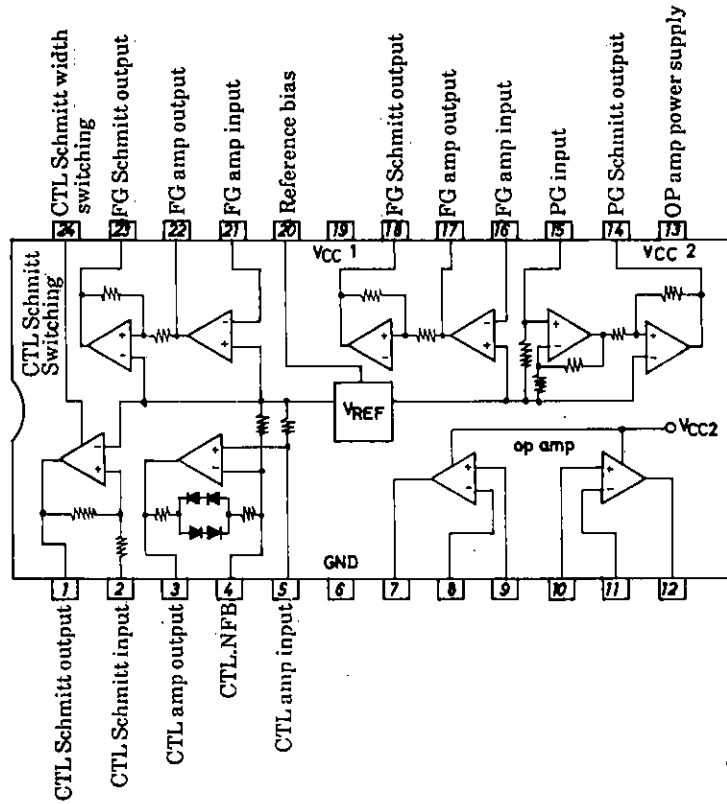 CTL Schmitt width
switching
FG Schmitt output
FG amp output
FG amp input
Reference bias
FG Schmitt output
FG amp output
FG amp input
PG input
PG Schmitt output
OP amp power supply
24
23
22
21
20
19
18
17
16
15
14
13
VCC 1
VCC 2
CTL Schmitt
Switching
- +
+ -
- +
+ -
+ -
+ -
VREF
- +
+ -
op amp
VCC2
+ -
+ -
GND
1
2
3
4
5
6
7
8
9
10
11
12
CTL Schmitt output
CTL Schmitt input
CTL amp output
CTL.NFB
CTL amp input